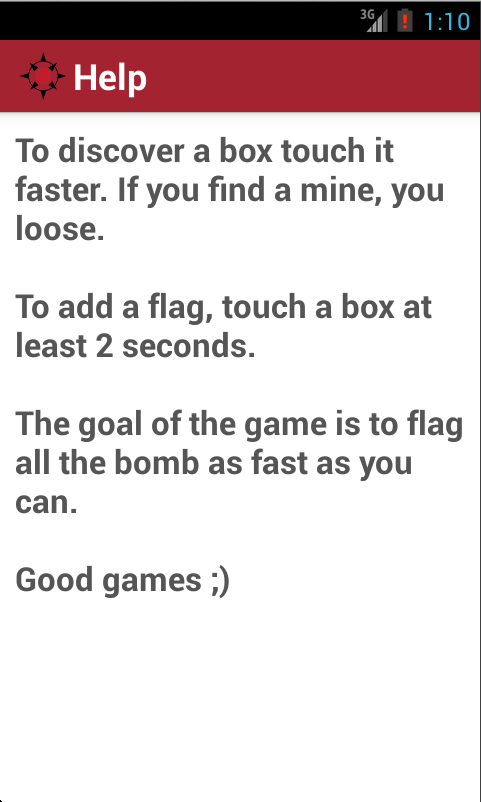 3G
1:10
Help
To discover a box touch it
faster. If you find a mine, you
loose.
To add a flag, touch a box at
least 2 seconds.
The goal of the game is to flag
all the bomb as fast as you
can.
Good games ;)